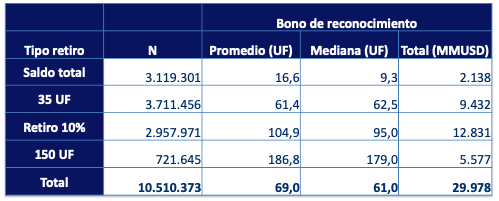 Bono de reconocimiento
Tipo retiro N Promedio (UF) Mediana (UF) Total (MMUSD)
Saldo total 3.119.301 16,6 9,3 2.138
35 UF 3.711.456 61,4 62,5 9.432
Retiro 10% 2.957.971 104,9 95,0 12.831
150 UF 721.645 186,8 179,0 5.577
Total 10.510.373 69,0 61,0 29.978